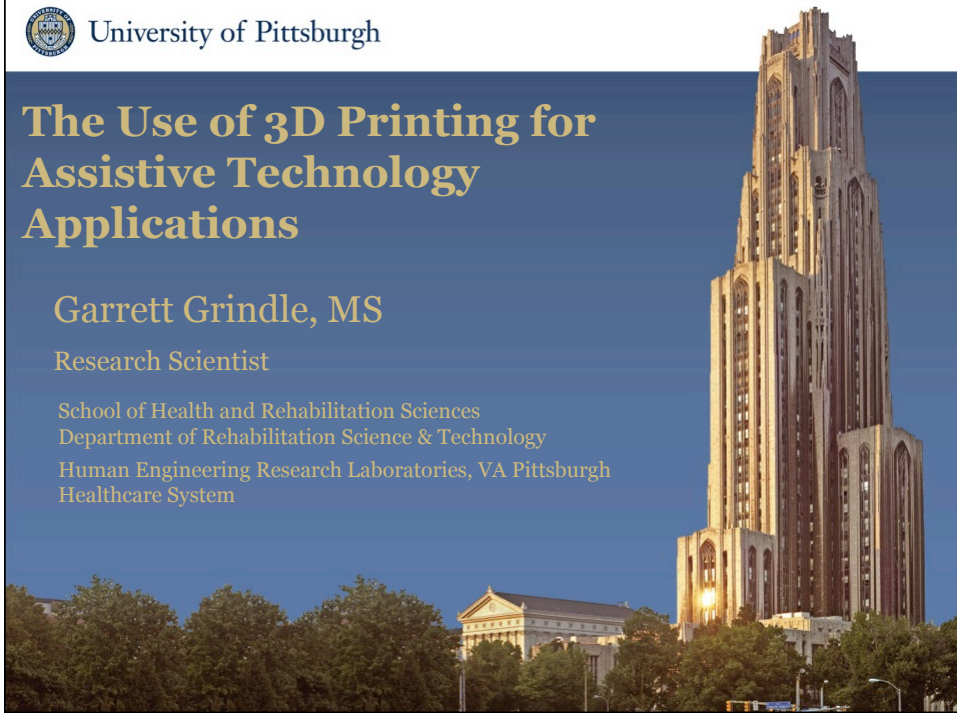 University of Pittsburgh
The Use of 3D Printing for
Assistive Technology
Applications
Garrett Grindle, MS
Research Scientist
School of Health and Rehabilitation Sciences
Department of Rehabilitation Science & Technology
Human Engineering Research Laboratories, VA Pittsburgh
Healthcare System